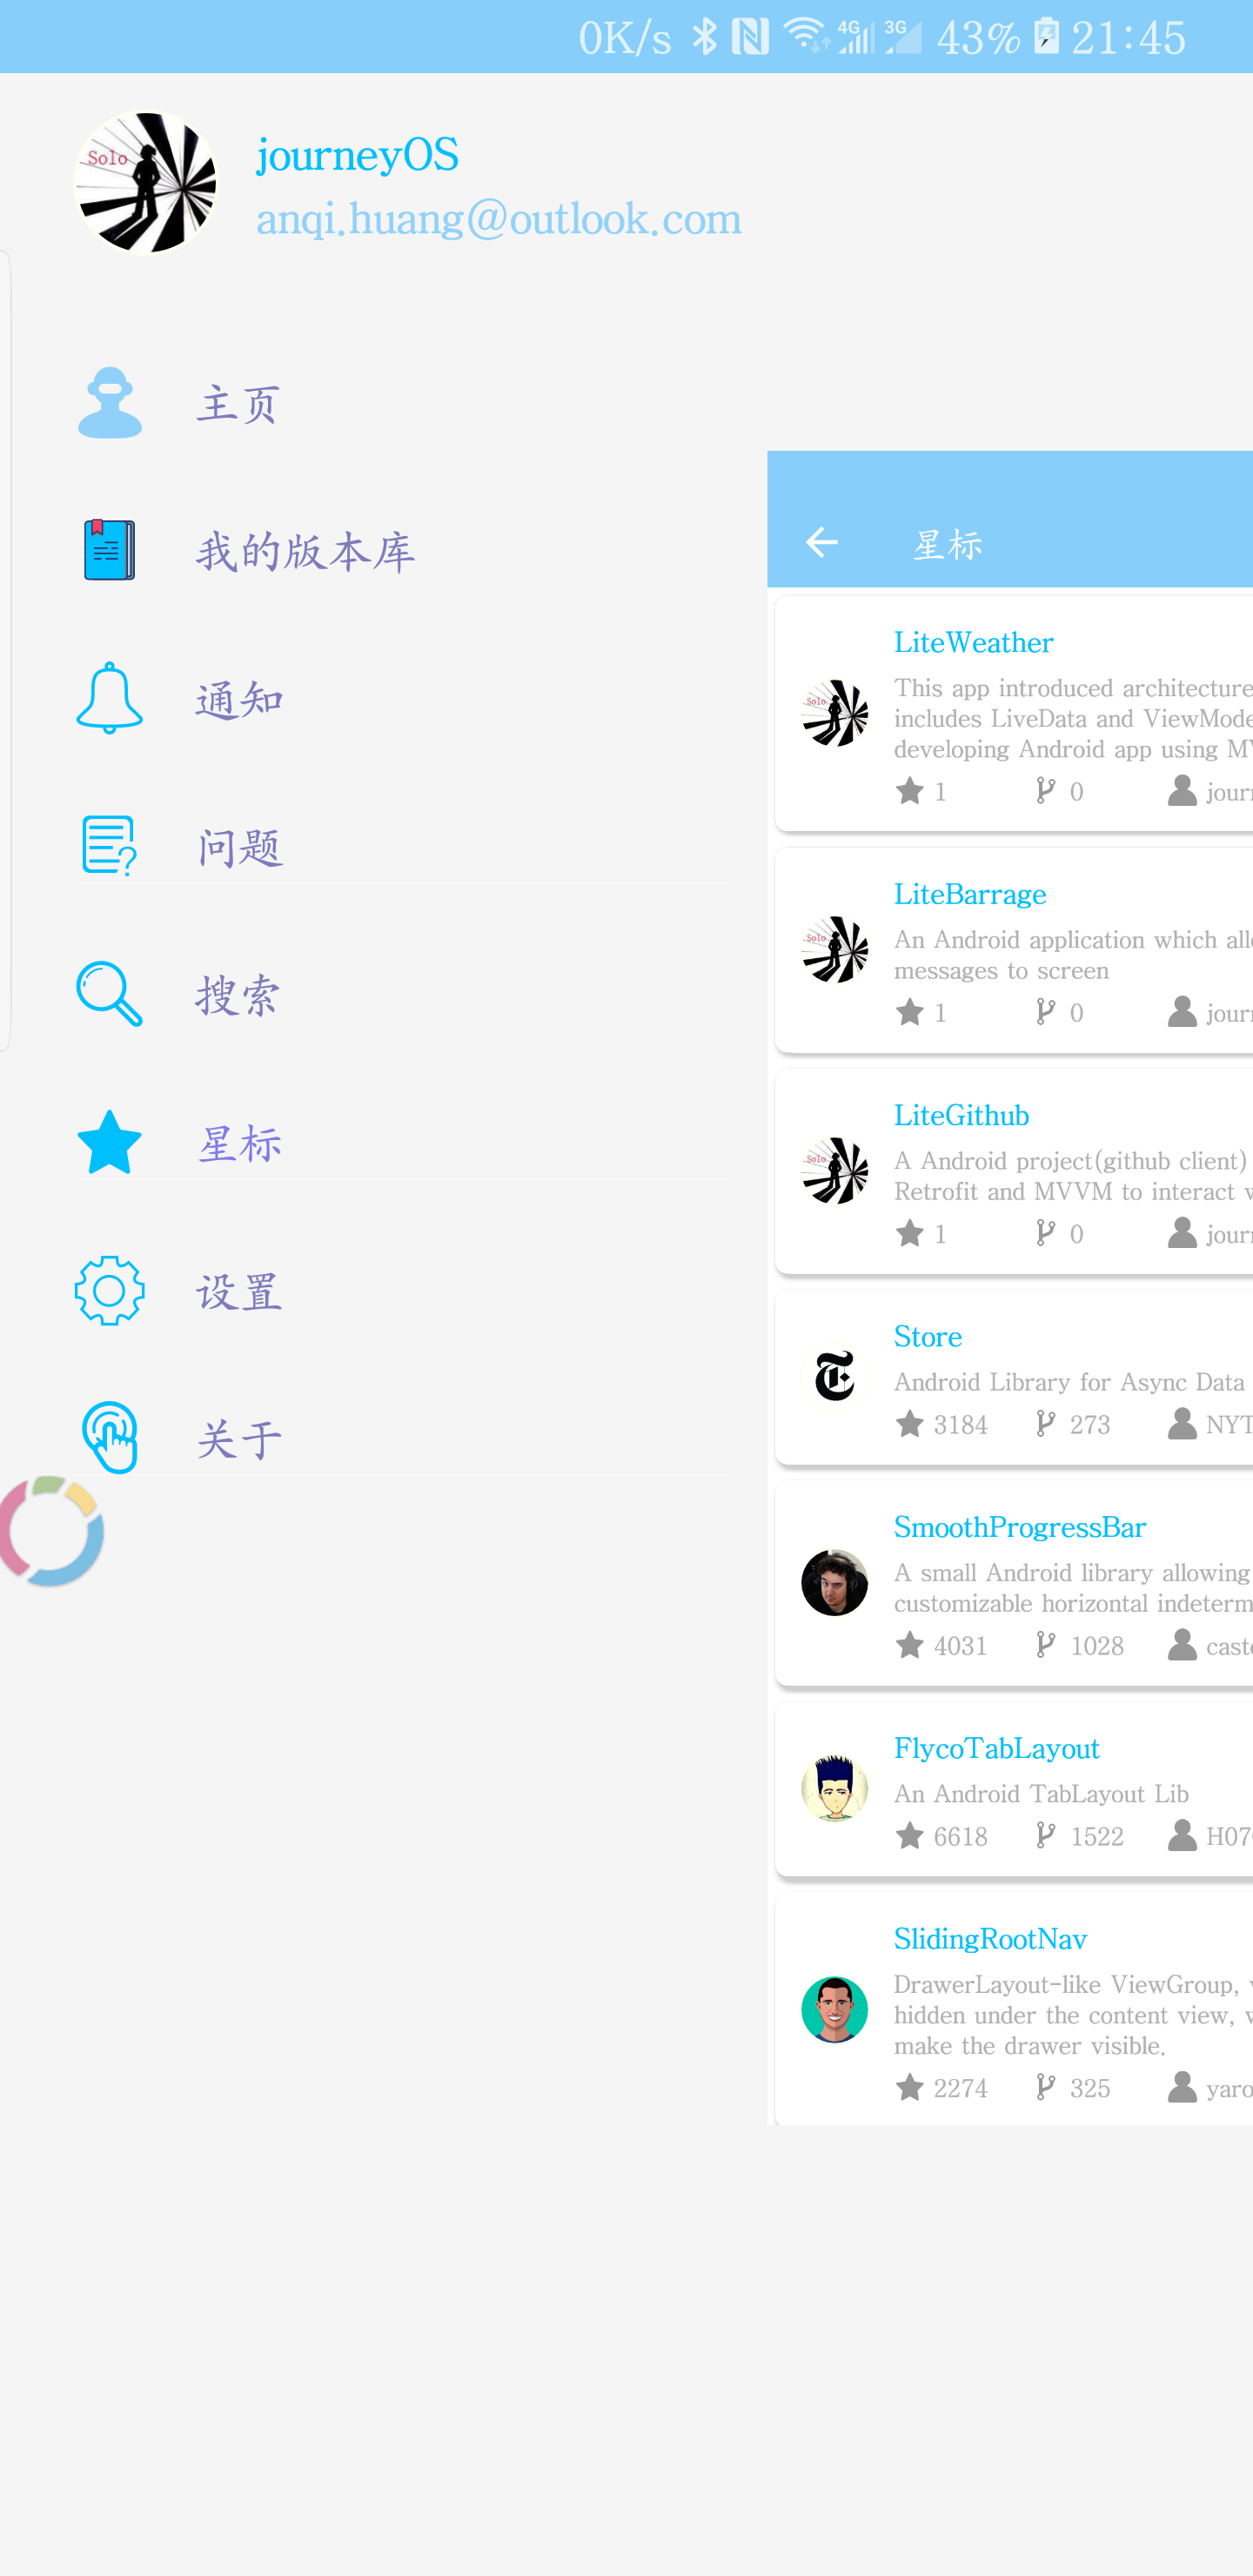 0K/s 4G 3G 43% 21:45
Solo
journeyOS
anqi.huang@outlook.com
主页
我的版本库
通知
问题
搜索
星标
设置
关于
星标
LiteWeather
This app introduced architecture
includes LiveData and ViewMode
developing Android app using MV
1 0 journ
LiteBarrage
An Android application which all
messages to screen
1 0 journ
LiteGithub
A Android project(github client)
Retrofit and MVVM to interact w
1 0 journ
Store
Android Library for Async Data
3184 273 NYT
SmoothProgressBar
A small Android library allowing
customizable horizontal indeterm
4031 1028 caste
FlycoTabLayout
An Android TabLayout Lib
6618 1522 H07
SlidingRootNav
DrawerLayout-like ViewGroup,
hidden under the content view,
make the drawer visible.
2274 325 yaro